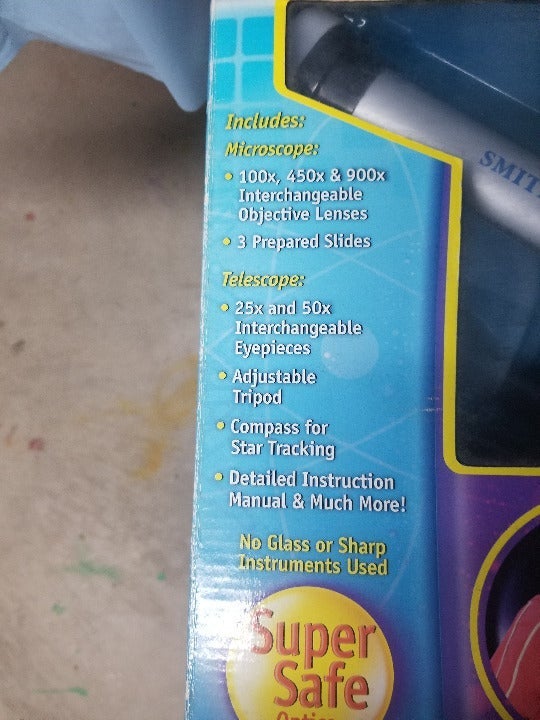 Includes:
Microscope:
• 100x, 450x & 900x
Interchangeable
Objective Lenses
• 3 Prepared Slides
Telescope:
• 25x and 50x
Interchangeable
Eyepieces
• Adjustable
Tripod
• Compass for
Star Tracking
• Detailed Instruction
Manual & Much More!
No Glass or Sharp
Instruments Used
Super
Safe
SMIT